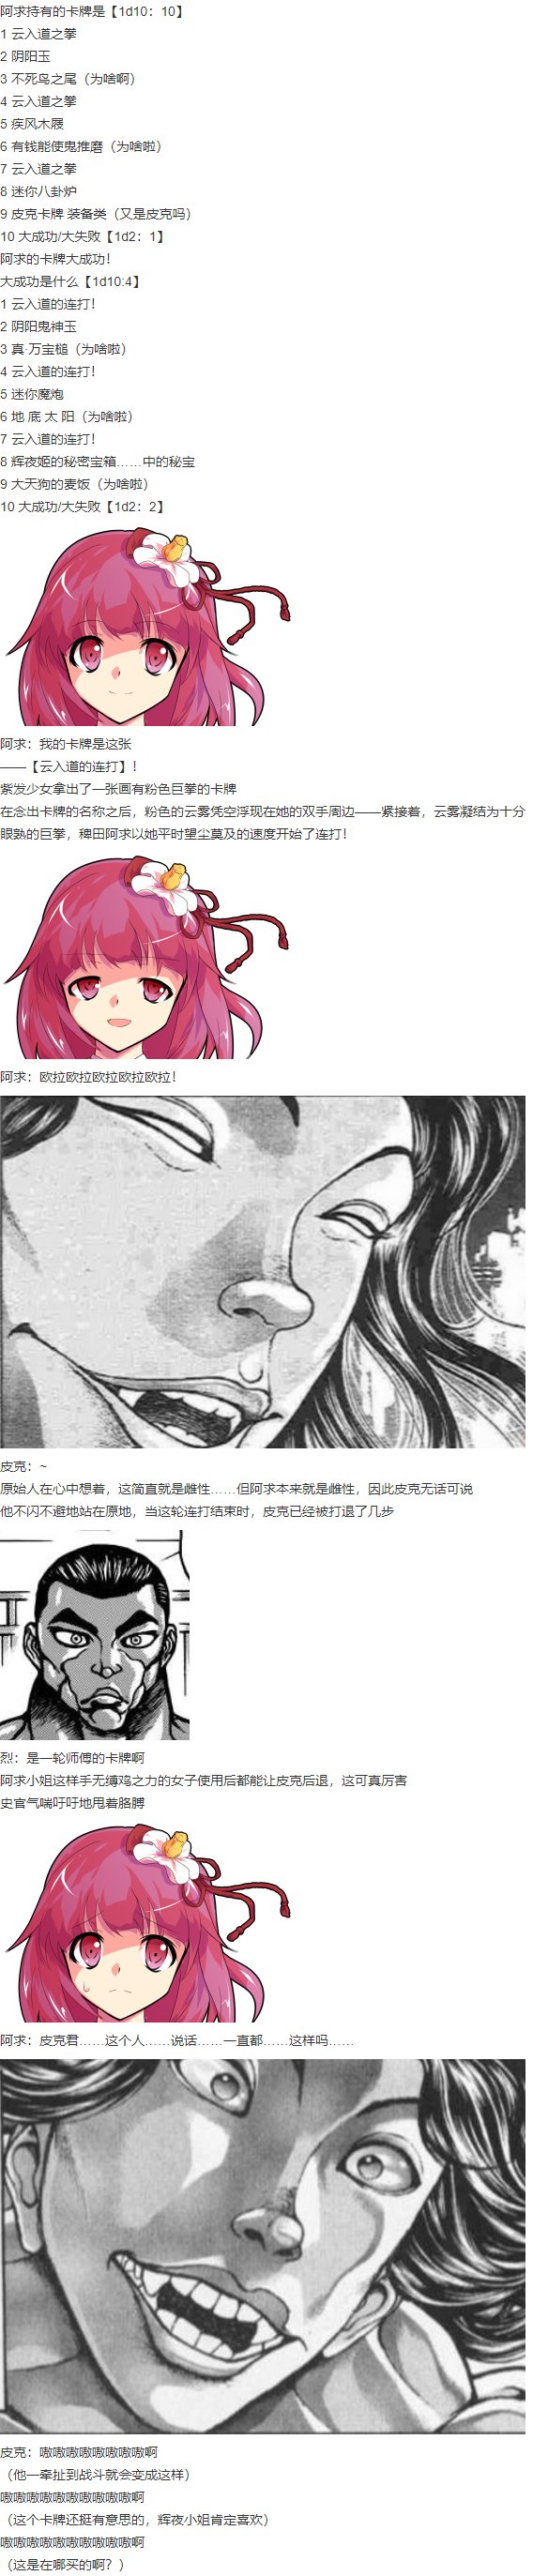 阿求持有的卡牌是【1d10：10】
1 云入道之拳
2 阴阳玉
3 不死鸟之尾（为啥啊）
4 云入道之拳
5 疾风木屐
6 有钱能使鬼推磨（为啥啦）
7 云入道之拳
8 迷你八卦炉
9 皮克卡牌 装备类（又是皮克吗）
10 大成功/大失败【1d2：1】
阿求的卡牌大成功！
大成功是什么【1d10:4】
1 云入道的连打！
2 阴阳鬼神玉
3 真·万宝槌（为啥啦）
4 云入道的连打！
5 迷你魔炮
6 地 底 太 阳（为啥啦）
7 云入道的连打！
8 辉夜姬的秘密宝箱……中的秘宝
9 大天狗的麦饭（为啥啦）
10 大成功/大失败【1d2：2】
阿求：我的卡牌是这张
——【云入道的连打】！
紫发少女拿出了一张画有粉色巨拳的卡牌
在念出卡牌的名称之后，粉色的云雾凭空浮现在她的双手周边——紧接着，云雾凝结为十分
眼熟的巨拳，稗田阿求以她平时望尘莫及的速度开始了连打！
阿求：欧拉欧拉欧拉欧拉欧拉！
皮克：~
原始人在心中想着，这简直就是雌性……但阿求本来就是雌性，因此皮克无话可说
他不闪不避地站在原地，当这轮连打结束时，皮克已经被打退了几步
烈：是一轮师傅的卡牌啊
阿求小姐这样手无缚鸡之力的女子使用后都能让皮克后退，这可真厉害
史官气喘吁吁地甩着胳膊
阿求：皮克君……这个人……说话……一直都……这样吗……
皮克：嗷嗷嗷嗷嗷嗷嗷嗷啊
（他一牵扯到战斗就会变成这样）
嗷嗷嗷嗷嗷嗷嗷嗷嗷嗷啊
（这个卡牌还挺有意思的，辉夜小姐肯定喜欢）
嗷嗷嗷嗷嗷嗷嗷嗷嗷嗷啊
（这是在哪买的啊？）